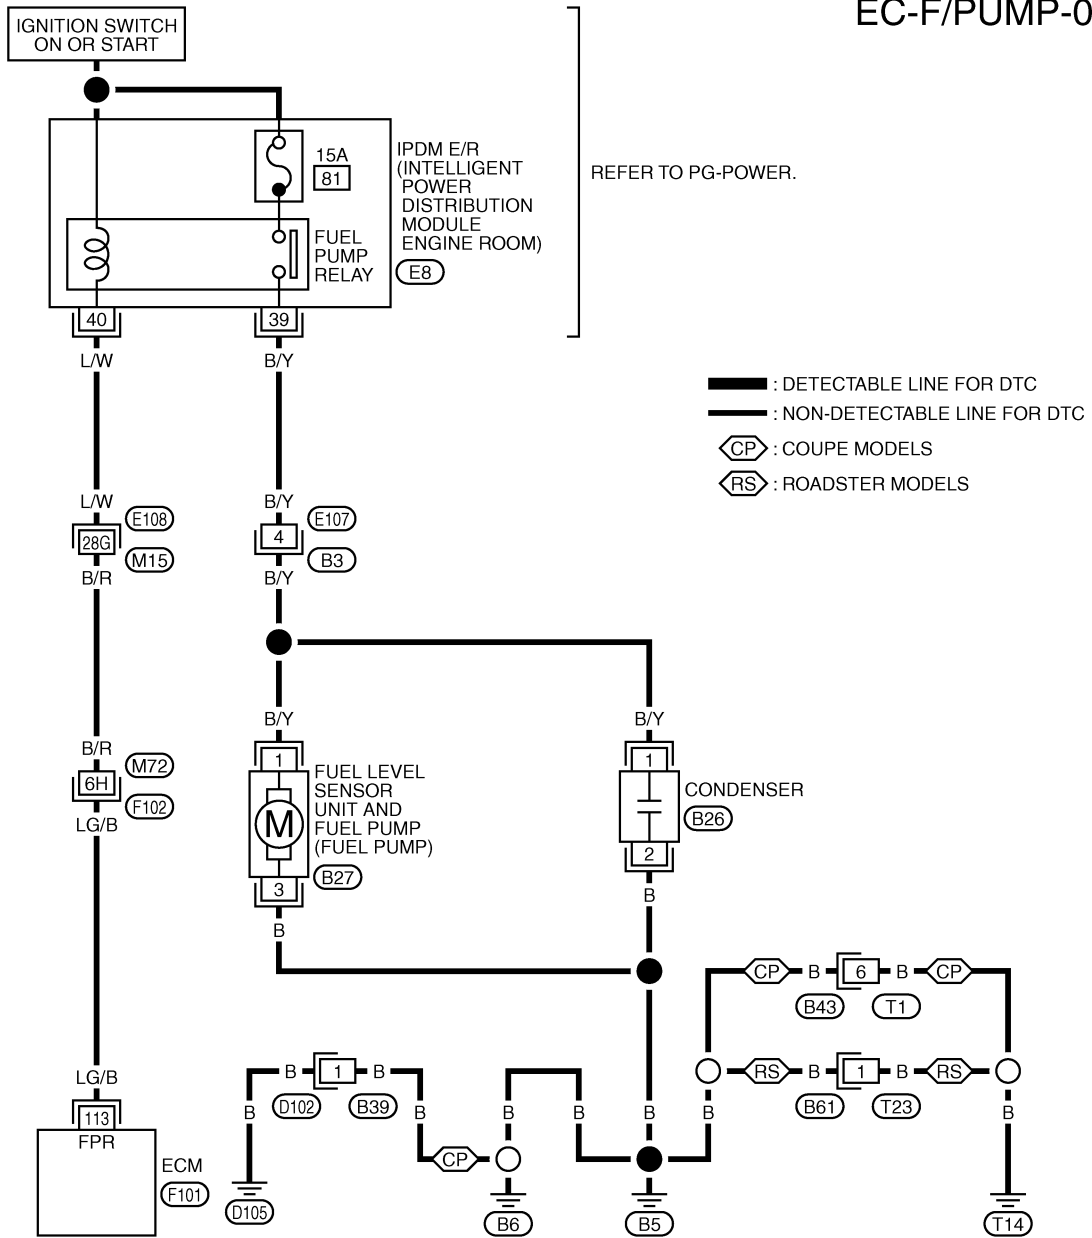 EC-F/PUMP-0
IGNITION SWITCH
ON OR START
15A
81
IPDM E/R
(INTELLIGENT
POWER
DISTRIBUTION
MODULE
ENGINE ROOM)
E8
REFER TO PG-POWER.
FUEL
PUMP
RELAY
40
39
L/W
B/Y
: DETECTABLE LINE FOR DTC
: NON-DETECTABLE LINE FOR DTC
CP : COUPE MODELS
RS : ROADSTER MODELS
L/W
B/Y
E108
E107
28G
4
M15
B3
B/R
B/Y
B/Y
B/Y
B/R
M72
6H
F102
LG/B
1
1
FUEL LEVEL
SENSOR
UNIT AND
FUEL PUMP
(FUEL PUMP)
M
B27
3
B
CONDENSER
B26
2
B
CP B 6 B CP
B43 T1
LG/B
B 1 B
D102 B39
RS B 1 B RS
B61 T23
B
B
B
B
B
B
B
113
FPR
ECM
F101
CP
D105
B6
B5
T14